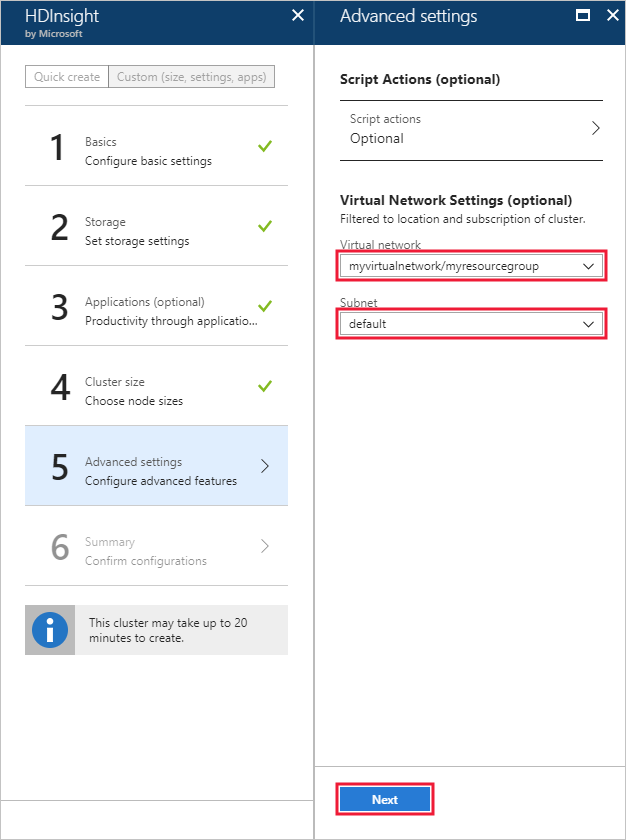 HDInsight
by Microsoft
Quick create
Custom (size, settings, apps)
1
Basics
Configure basic settings
2
Storage
Set storage settings
3
Applications (optional)
Productivity through applicatio...
4
Cluster size
Choose node sizes
5
Advanced settings
Configure advanced features
6
Summary
Confirm configurations
This cluster may take up to 20
minutes to create.
Advanced settings
Script Actions (optional)
Script actions
Optional
Virtual Network Settings (optional)
Filtered to location and subscription of cluster.
Virtual network
myvirtualnetwork/myresourcegroup
Subnet
default
Next